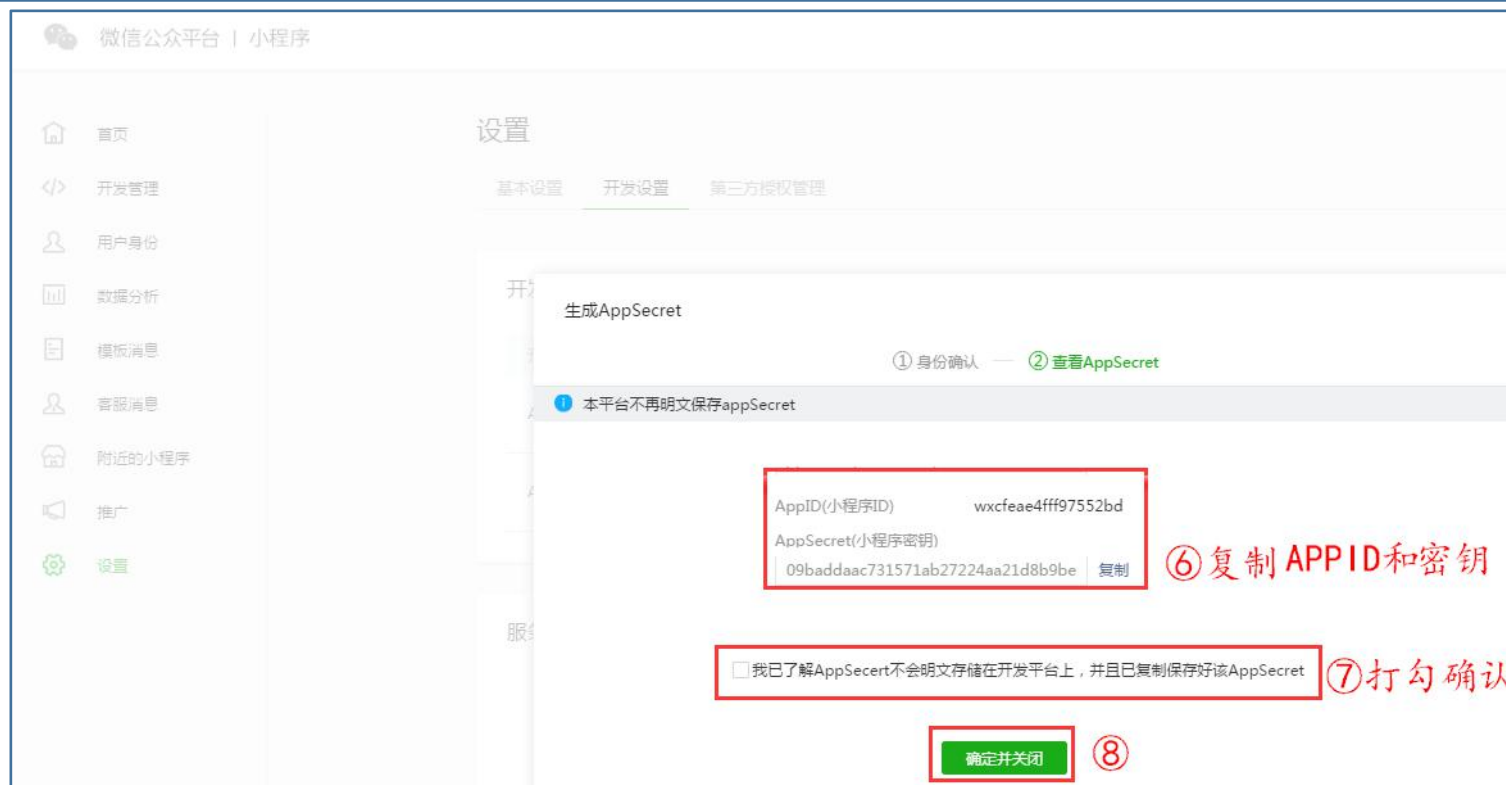 微信公众平台 | 小程序
首页
开发管理
用户身份
数据分析
模板消息
客服消息
附近的小程序
推广
设置
设置
基本设置 开发设置 第三方授权管理
开发
生成AppSecret
①身份确认 — ②查看AppSecret
本平台不再明文保存appSecret
AppID(小程序ID) wxcfeae4fff97552bd
AppSecret(小程序密钥)
09baddaac731571ab27224aa21d8b9be 复制
⑥复制APPID和密钥
服务
我已了解AppSecert不会明文存储在开发平台上，并且已复制保存好该AppSecret
⑦打勾确认
确定并关闭
⑧